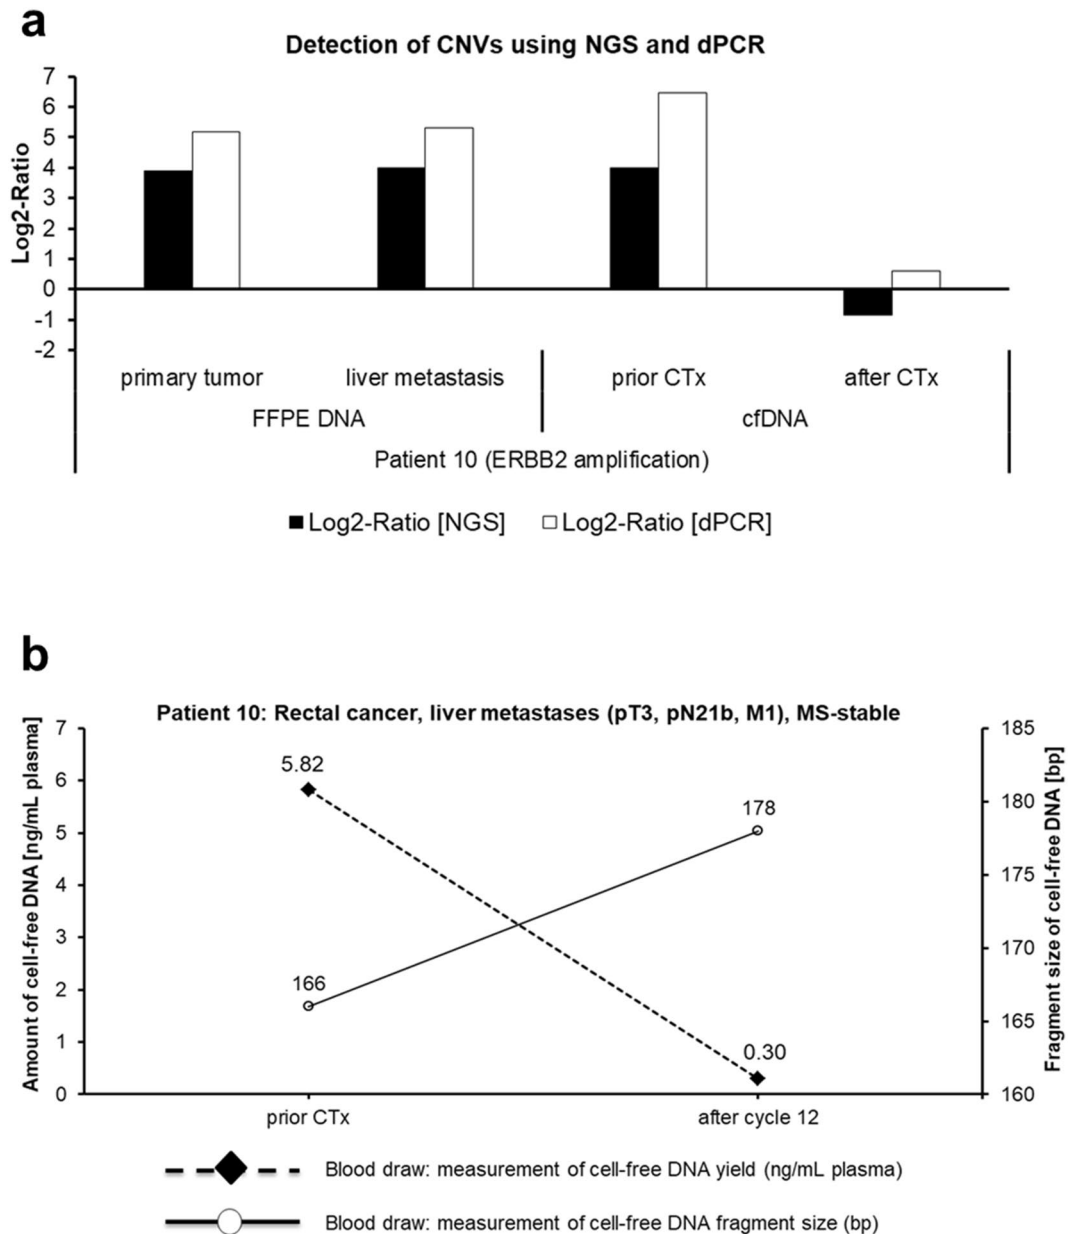 a
Detection of CNVs using NGS and dPCR
Log2-Ratio
7
6
5
4
3
2
1
0
-1
-2
primary tumor liver metastasis prior CTx after CTx
FFPE DNA cfDNA
Patient 10 (ERBB2 amplification)
Log2-Ratio [NGS] Log2-Ratio [dPCR]
b
Patient 10: Rectal cancer, liver metastases (pT3, pN21b, M1), MS-stable
Amount of cell-free DNA [ng/mL plasma]
7
6
5
4
3
2
1
0
5.82
166
178
0.30
185
180
175
170
165
160
Fragment size of cell-free DNA [bp]
prior CTx after cycle 12
Blood draw: measurement of cell-free DNA yield (ng/mL plasma)
Blood draw: measurement of cell-free DNA fragment size (bp)